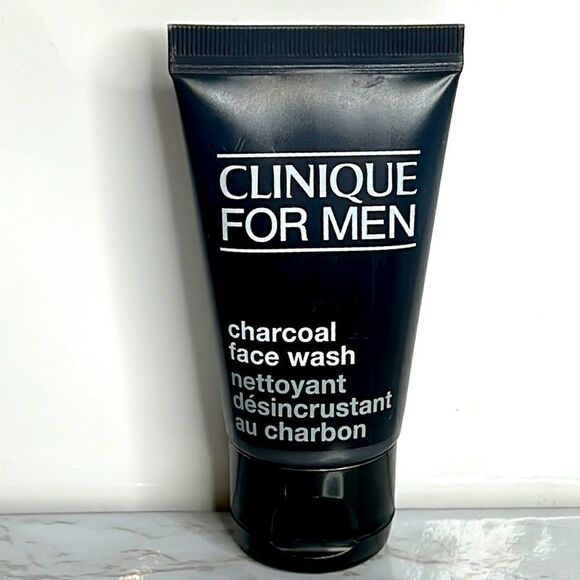 CLINIQUE
FOR MEN
charcoal
face wash
nettoyant
désincrustant
au charbon